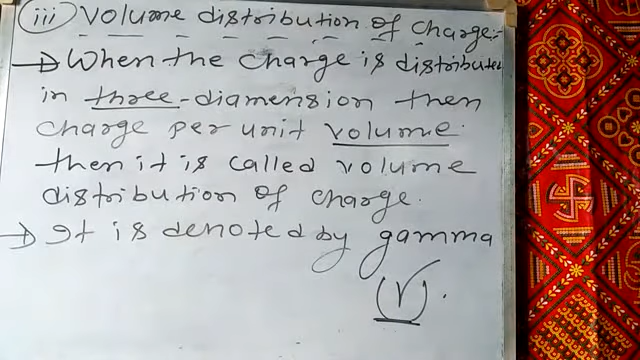 (iii) Volume distribution of charge:-
→ When the charge is distributed
in three-diamension then
charge per unit volume.
then it is called volume
distribution of charge.
→ It is denoted by gamma
(γ).